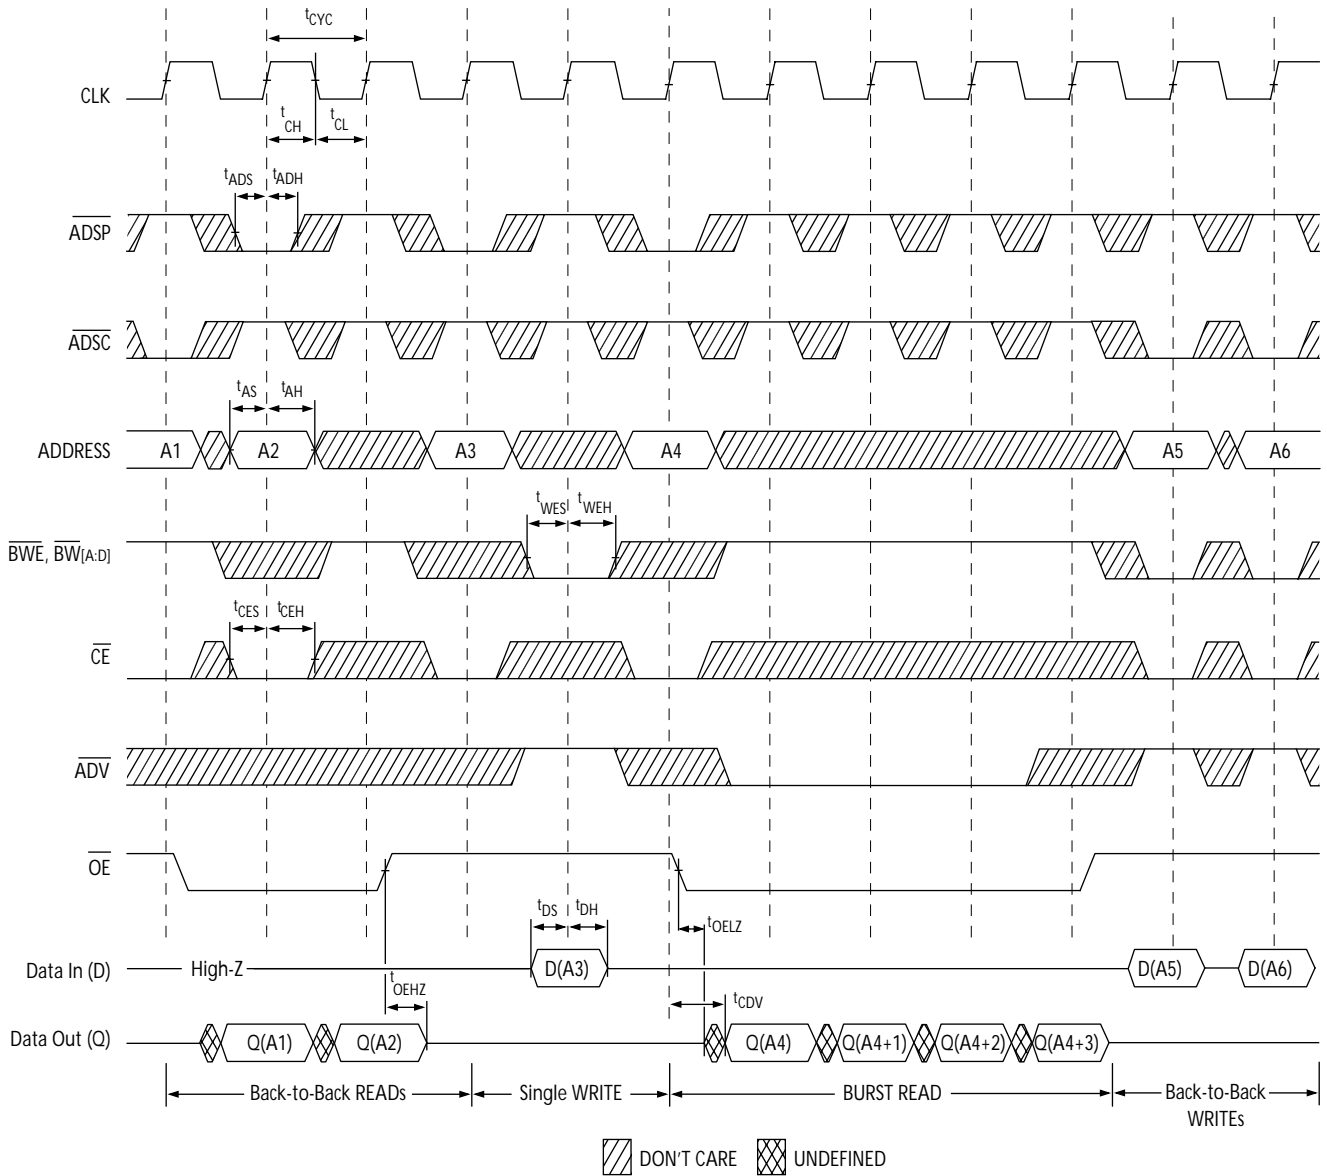 tCYC
CLK
tCH
tCL
tADS
tADH
ADSP
ADSC
tAS
tAH
ADDRESS
A1
A2
A3
A4
A5
A6
tWES
tWEH
BWE, BW[A:D]
tCES
tCEH
CE
ADV
OE
tDS
tDH
tOELZ
Data In (D)
High-Z
D(A3)
D(A5)
D(A6)
tOEHZ
tCDV
Data Out (Q)
Q(A1)
Q(A2)
Q(A4)
Q(A4+1)
Q(A4+2)
Q(A4+3)
Back-to-Back READs
Single WRITE
BURST READ
Back-to-Back
WRITEs
DON'T CARE
UNDEFINED